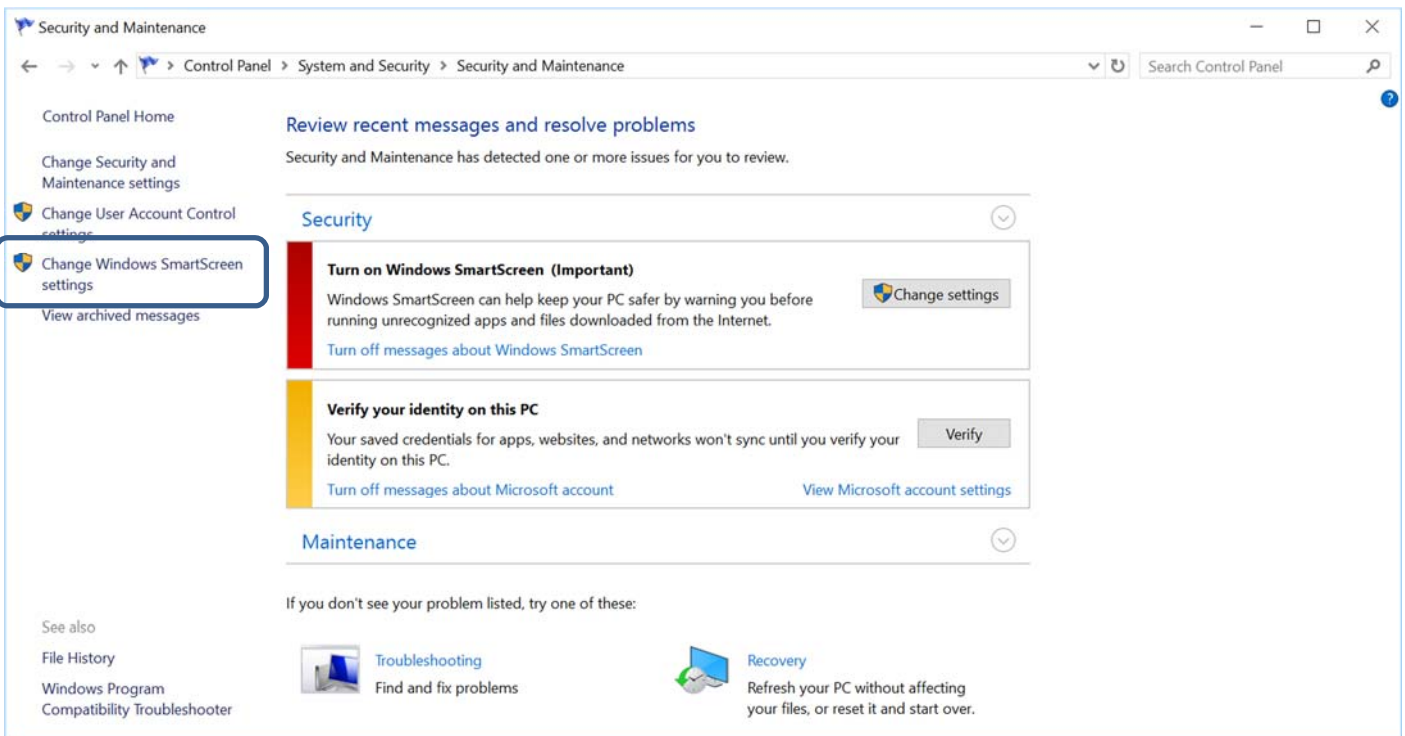 Security and Maintenance
Control Panel > System and Security > Security and Maintenance
Search Control Panel
Control Panel Home
Change Security and
Maintenance settings
Change User Account Control
settings
Change Windows SmartScreen
settings
View archived messages
Review recent messages and resolve problems
Security and Maintenance has detected one or more issues for you to review.
Security
Turn on Windows SmartScreen (Important)
Windows SmartScreen can help keep your PC safer by warning you before
running unrecognized apps and files downloaded from the Internet.
Change settings
Turn off messages about Windows SmartScreen
Verify your identity on this PC
Your saved credentials for apps, websites, and networks won't sync until you verify your
identity on this PC.
Verify
Turn off messages about Microsoft account
View Microsoft account settings
Maintenance
If you don't see your problem listed, try one of these:
Troubleshooting
Find and fix problems
Recovery
Refresh your PC without affecting
your files, or reset it and start over.
See also
File History
Windows Program
Compatibility Troubleshooter